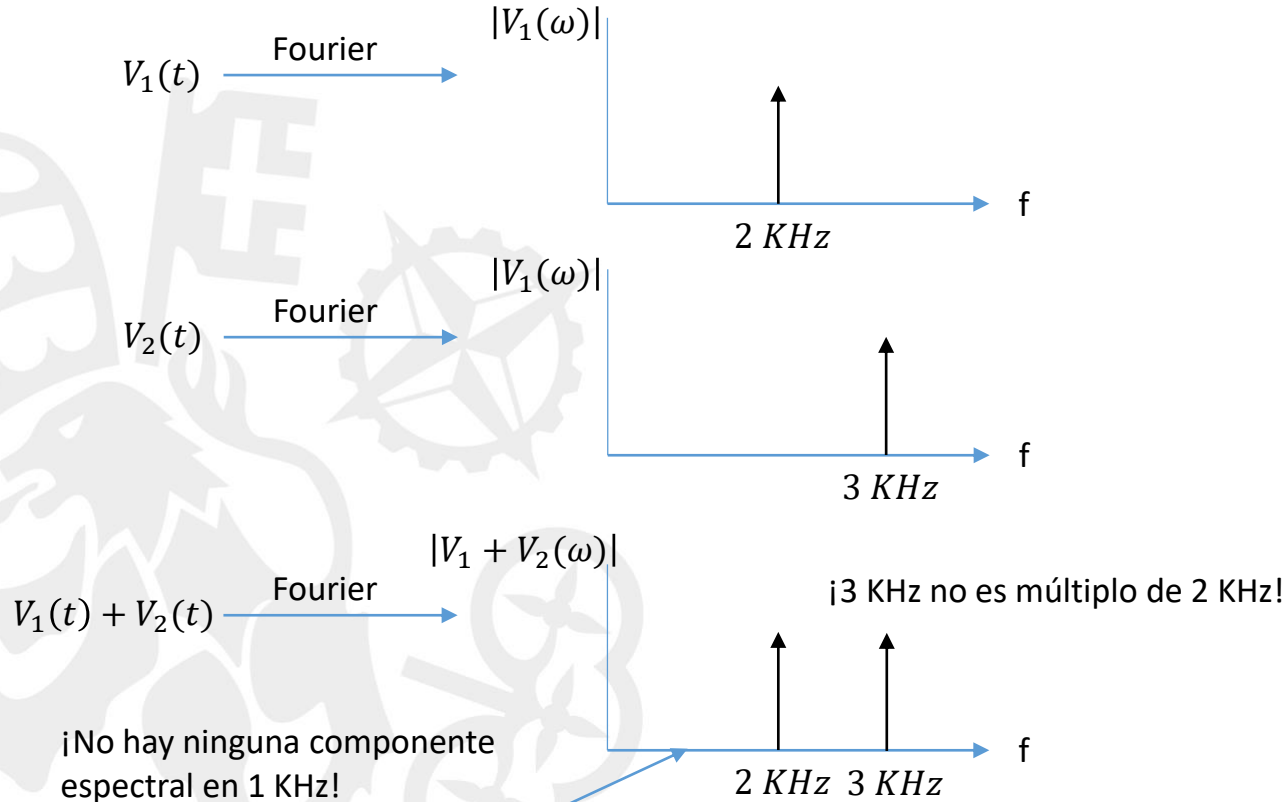 |V₁(ω)|
Fourier
V₁(t)
f
2 KHz
|V₁(ω)|
Fourier
V₂(t)
f
3 KHz
|V₁ + V₂(ω)|
Fourier
¡3 KHz no es múltiplo de 2 KHz!
V₁(t) + V₂(t)
¡No hay ninguna componente
espectral en 1 KHz!
f
2 KHz 3 KHz